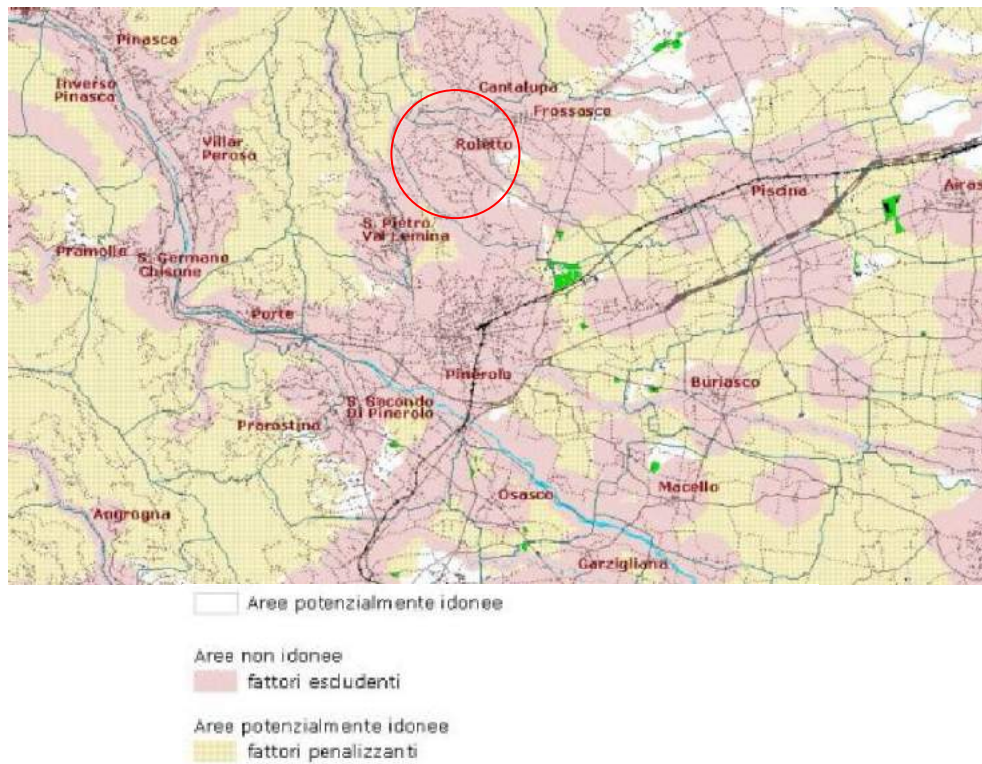 Pinasca
Inverso
Pinasca
Cantalupa
Frossasco
Villar
Perosa
Roletto
Piscina
Airas
S. Pietro
Val Lemina
Pramollo
S. Germano
Chisone
Porte
Pinerolo
Buriasco
S. Secondo
Di Pinerolo
Prarostino
Osasco
Macello
Angrogna
Garzigliana
Aree potenzialmente idonee
Aree non idonee
fattori escludenti
Aree potenzialmente idonee
fattori penalizzanti